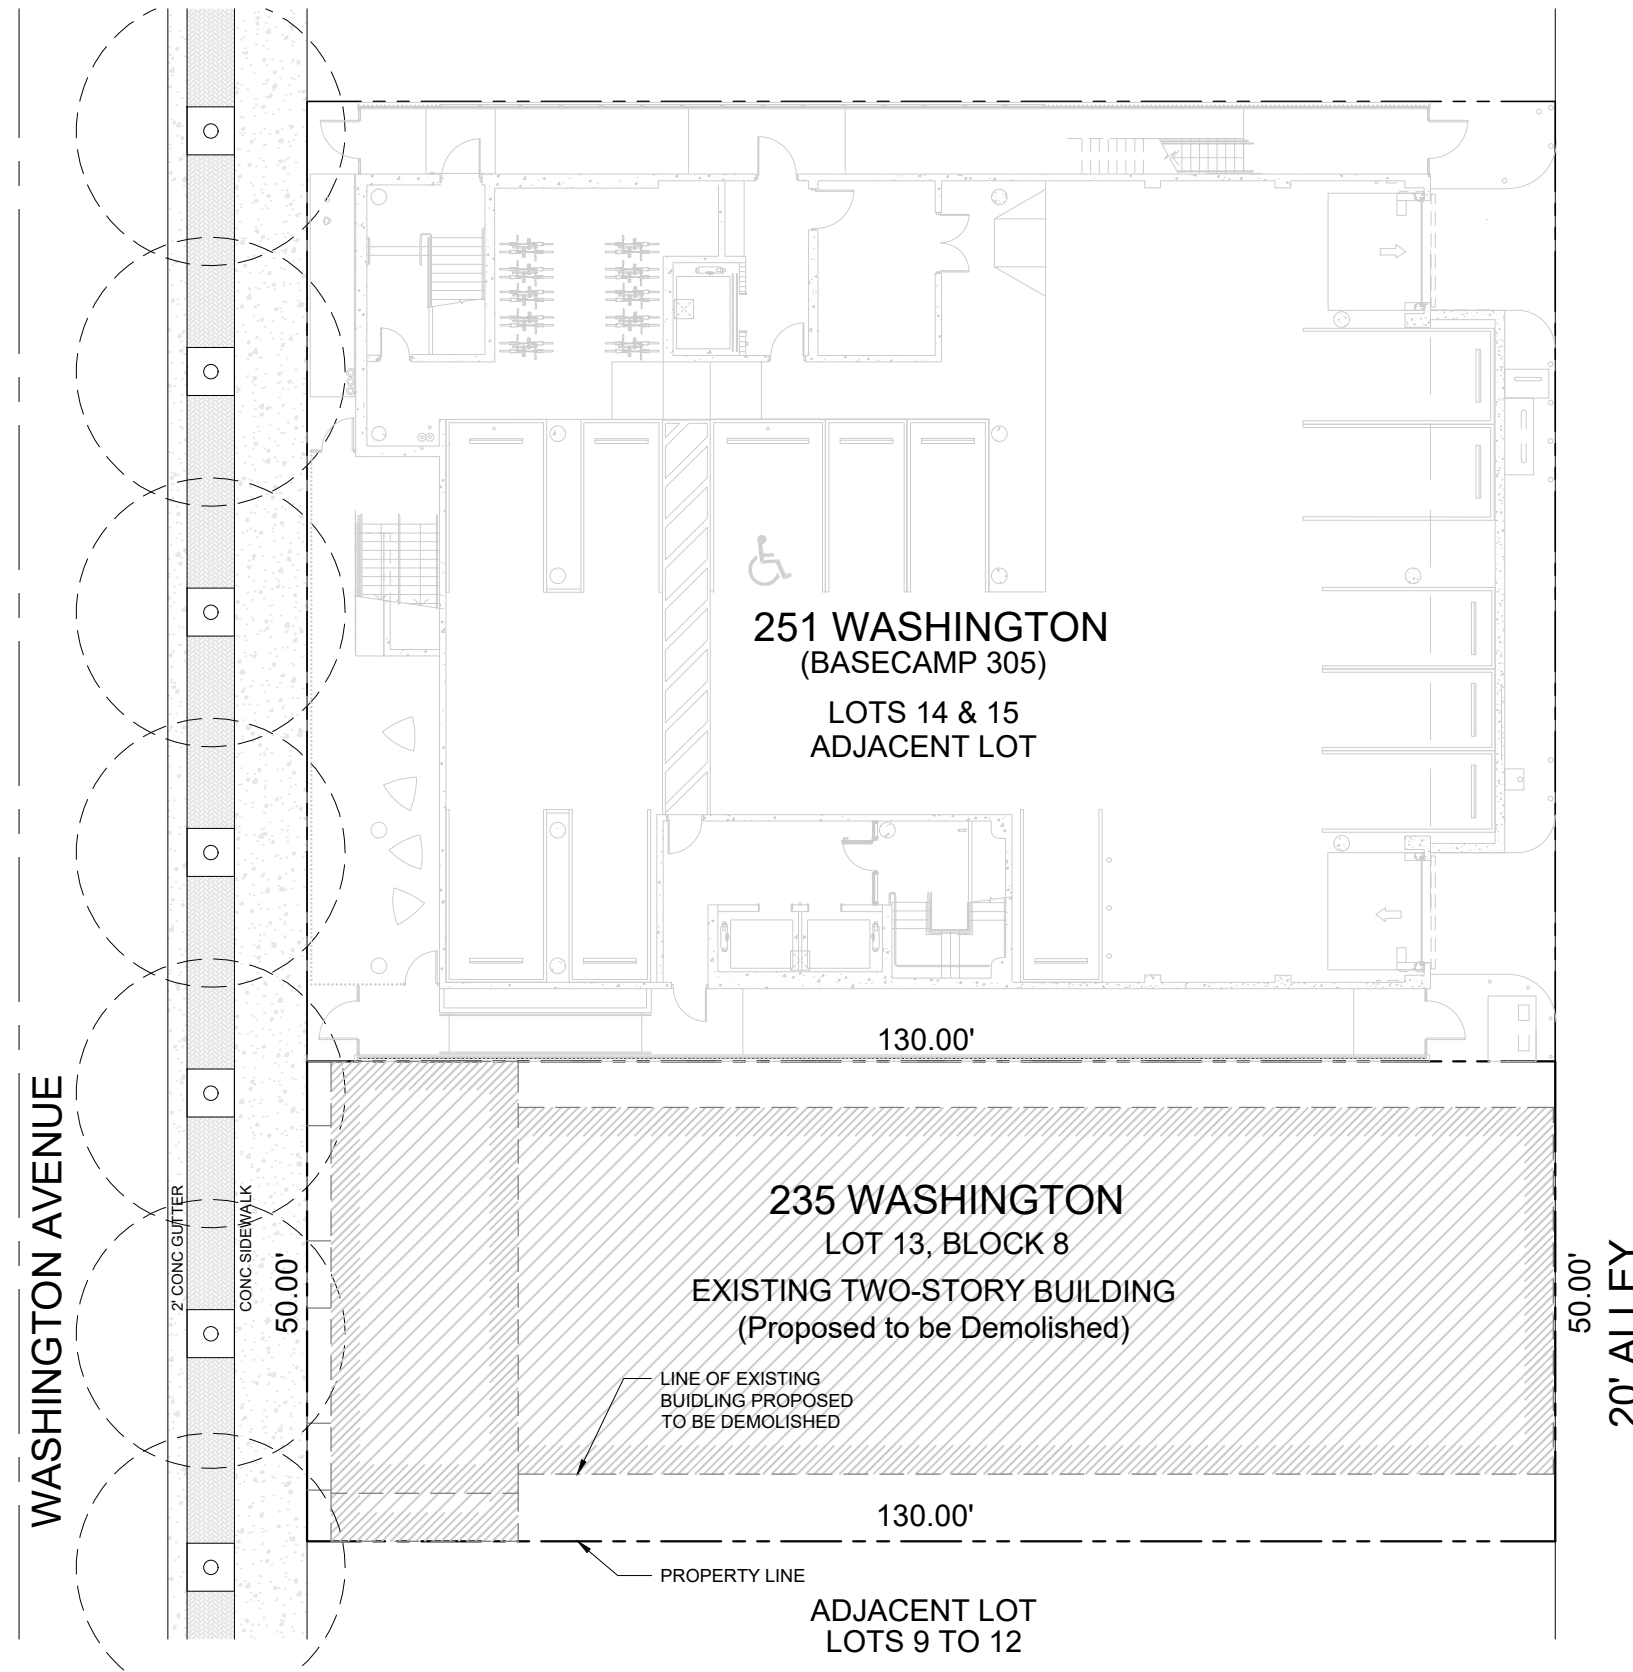 251 WASHINGTON
(BASECAMP 305)
LOTS 14 & 15
ADJACENT LOT
130.00'
WASHINGTON AVENUE
2' CONC GUTTER
CONC SIDEWALK
50.00'
235 WASHINGTON
LOT 13, BLOCK 8
EXISTING TWO-STORY BUILDING
(Proposed to be Demolished)
LINE OF EXISTING
BUIDLING PROPOSED
TO BE DEMOLISHED
50.00'
20' ALLEY
130.00'
PROPERTY LINE
ADJACENT LOT
LOTS 9 TO 12